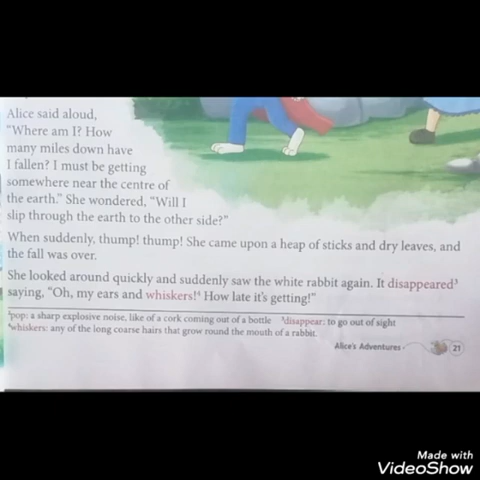 Alice said aloud,
"Where am I? How
many miles down have
I fallen? I must be getting
somewhere near the centre of
the earth." She wondered, "Will I
slip through the earth to the other side?"
When suddenly, thump! thump! She came upon a heap of sticks and dry leaves, and
the fall was over.
She looked around quickly and suddenly saw the white rabbit again. It disappeared³
saying, "Oh, my ears and whiskers!⁴ How late it's getting!"
²pop: a sharp explosive noise, like of a cork coming out of a bottle ³disappear: to go out of sight
⁴whiskers: any of the long coarse hairs that grow round the mouth of a rabbit.
Alice's Adventures 21
Made with
VideoShow